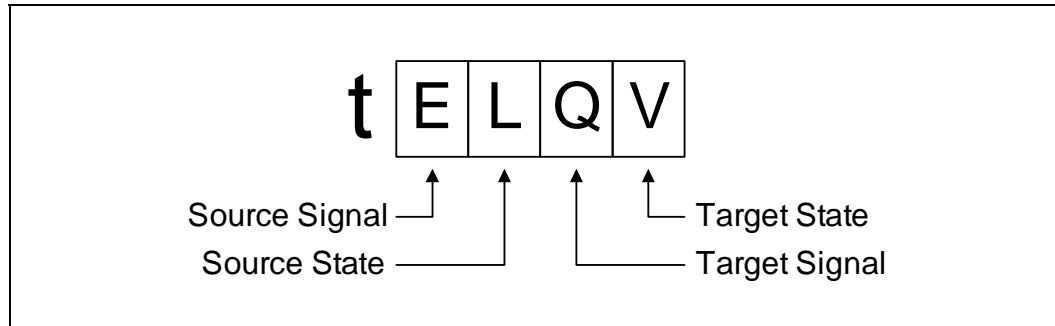 t E L Q V
Source Signal Target State
Source State Target Signal